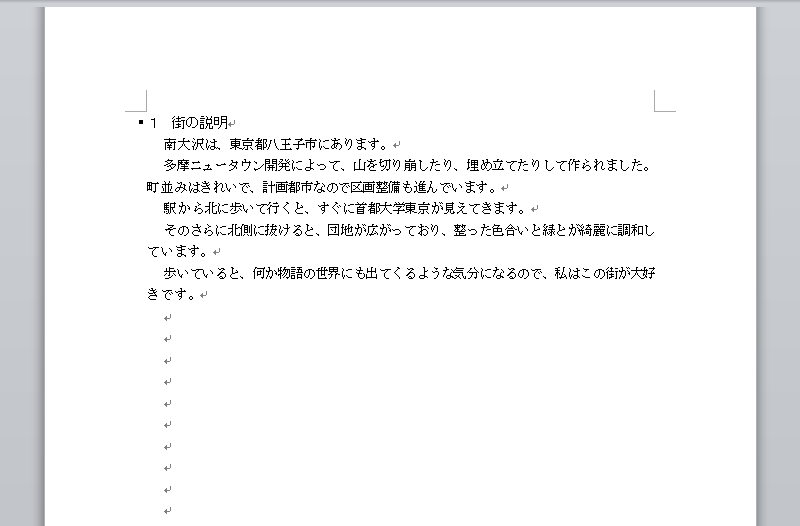 1　街の説明
南大沢は、東京都八王子市にあります。
多摩ニュータウン開発によって、山を切り崩したり、埋め立てたりして作られました。
町並みはきれいで、計画都市なので区画整備も進んでいます。
駅から北に歩いて行くと、すぐに首都大学東京が見えてきます。
そのさらに北側に抜けると、団地が広がっており、整った色合いと緑とが綺麗に調和し
ています。
歩いていると、何か物語の世界にも出てくるような気分になるので、私はこの街が大好
きです。